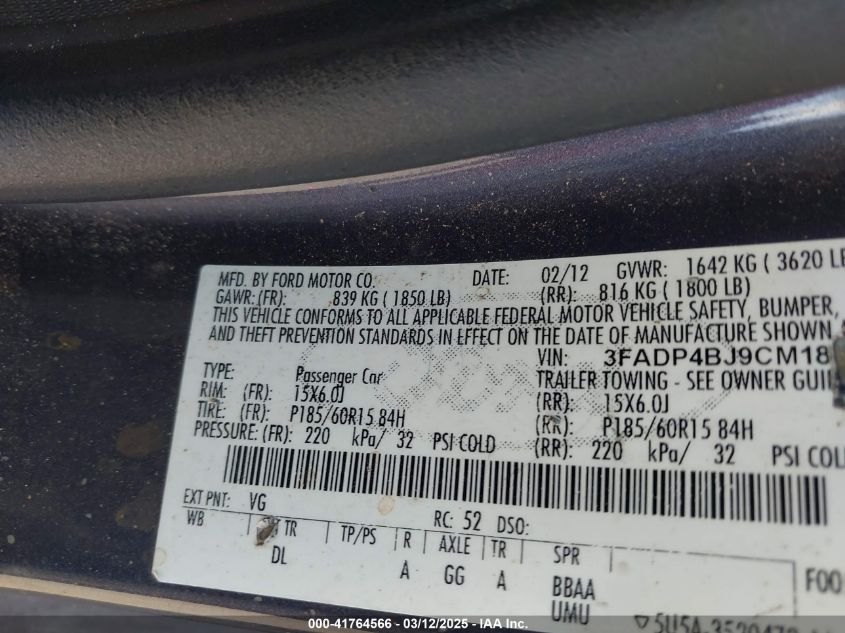 MFD. BY FORD MOTOR CO. DATE: 02/12 GVWR: 1642 KG ( 3620 LB
GAWR: (FR): 839 KG ( 1850 LB) (RR): 816 KG ( 1800 LB)
THIS VEHICLE CONFORMS TO ALL APPLICABLE FEDERAL MOTOR VEHICLE SAFETY, BUMPER,
AND THEFT PREVENTION STANDARDS IN EFFECT ON THE DATE OF MANUFACTURE SHOWN
VIN: 3FADP4BJ9CM18
TYPE: Passenger Car TRAILER TOWING - SEE OWNER GUI
RIM: (FR): 15X6.0J (RR): 15X6.0J
TIRE: (FR): P185/60R15 84H (RR): P185/60R15 84H
PRESSURE: (FR): 220 kPa/ 32 PSI COLD (RR): 220 kPa/ 32 PSI COL
EXT PNT: VG RC: 52 DSO:
WB TR TP/PS R AXLE TR SPR
DL A GG A BBAA F00
UMU
000-41764566 - 03/12/2025 - IAA Inc.